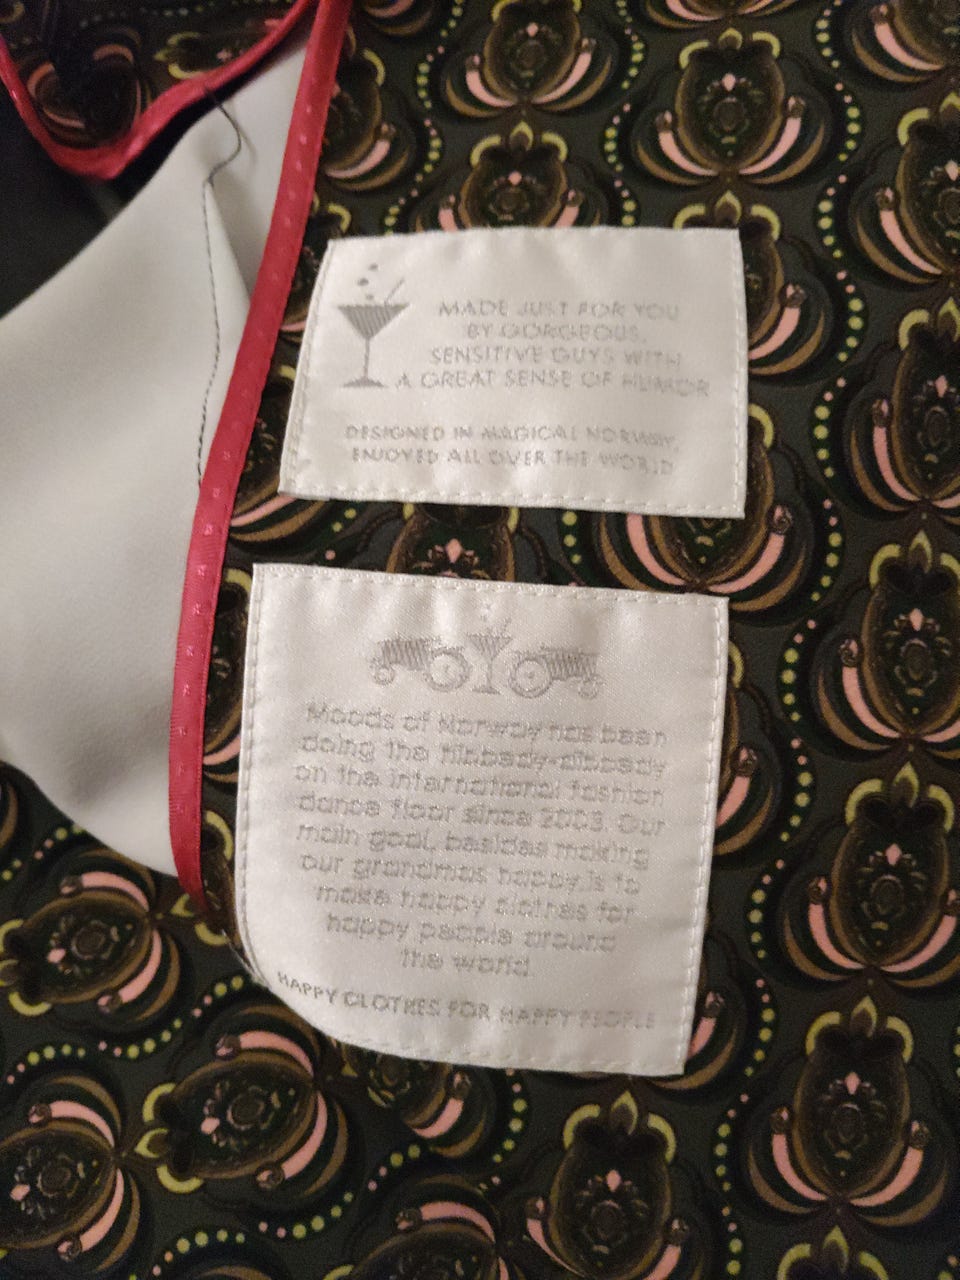 MADE JUST FOR YOU
BY GORGEOUS,
SENSITIVE GUYS WITH
A GREAT SENSE OF HUMOR
DESIGNED IN MAGICAL NORWAY,
ENJOYED ALL OVER THE WORLD
Moods of Norway has been
doing the hibbedy-dibbedy
on the international fashion
dance floor since 2003. Our
main goal, besides making
our grandmas happy, is to
make happy clothes for
happy people around
the world.
HAPPY CLOTHES FOR HAPPY PEOPLE